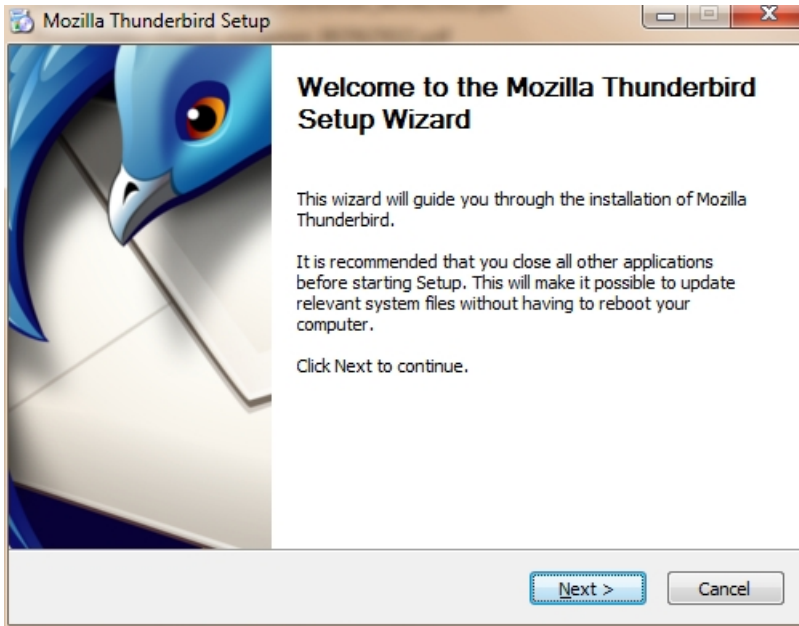 Mozilla Thunderbird Setup
Welcome to the Mozilla Thunderbird
Setup Wizard
This wizard will guide you through the installation of Mozilla
Thunderbird.
It is recommended that you close all other applications
before starting Setup. This will make it possible to update
relevant system files without having to reboot your
computer.
Click Next to continue.
Next >
Cancel